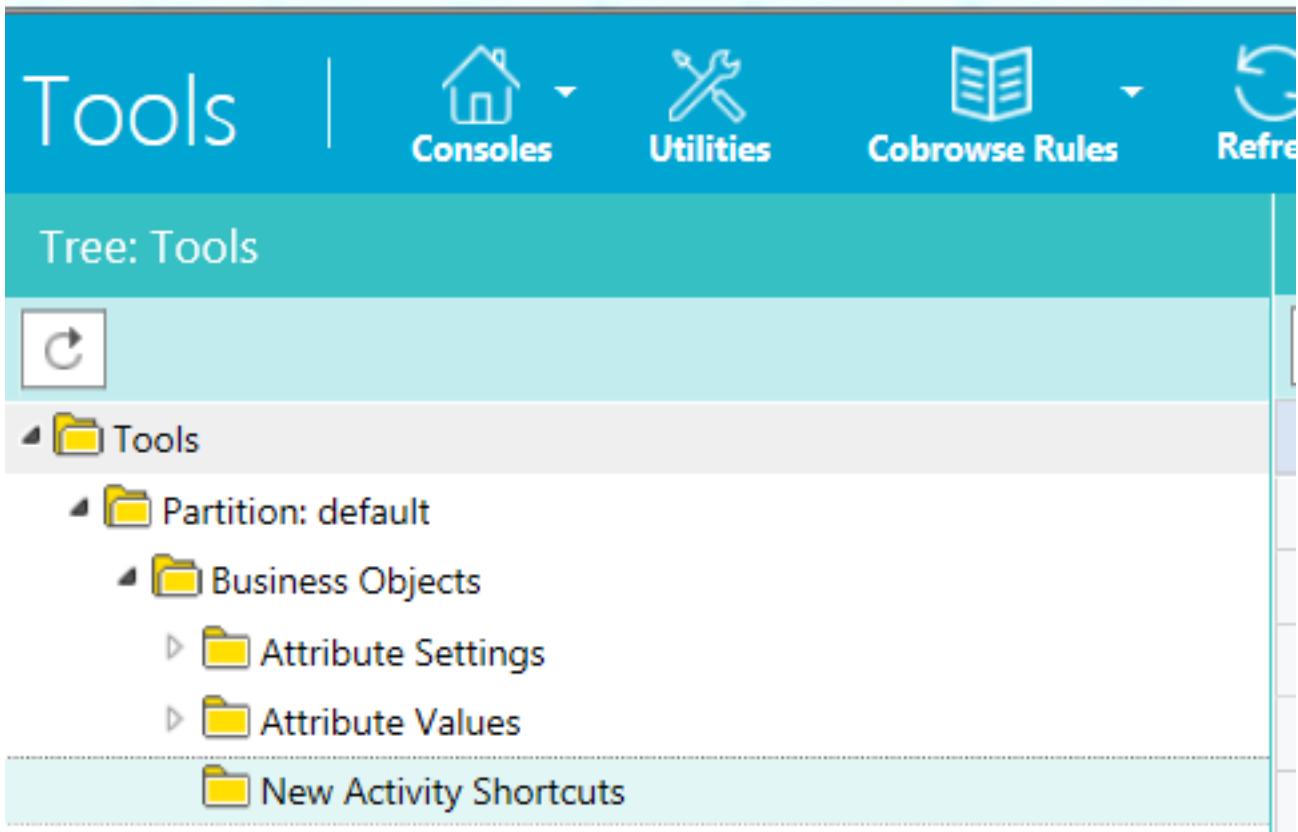 Tools
Consoles Utilities Cobrowse Rules
Tree: Tools
Tools
Partition: default
Business Objects
Attribute Settings
Attribute Values
New Activity Shortcuts